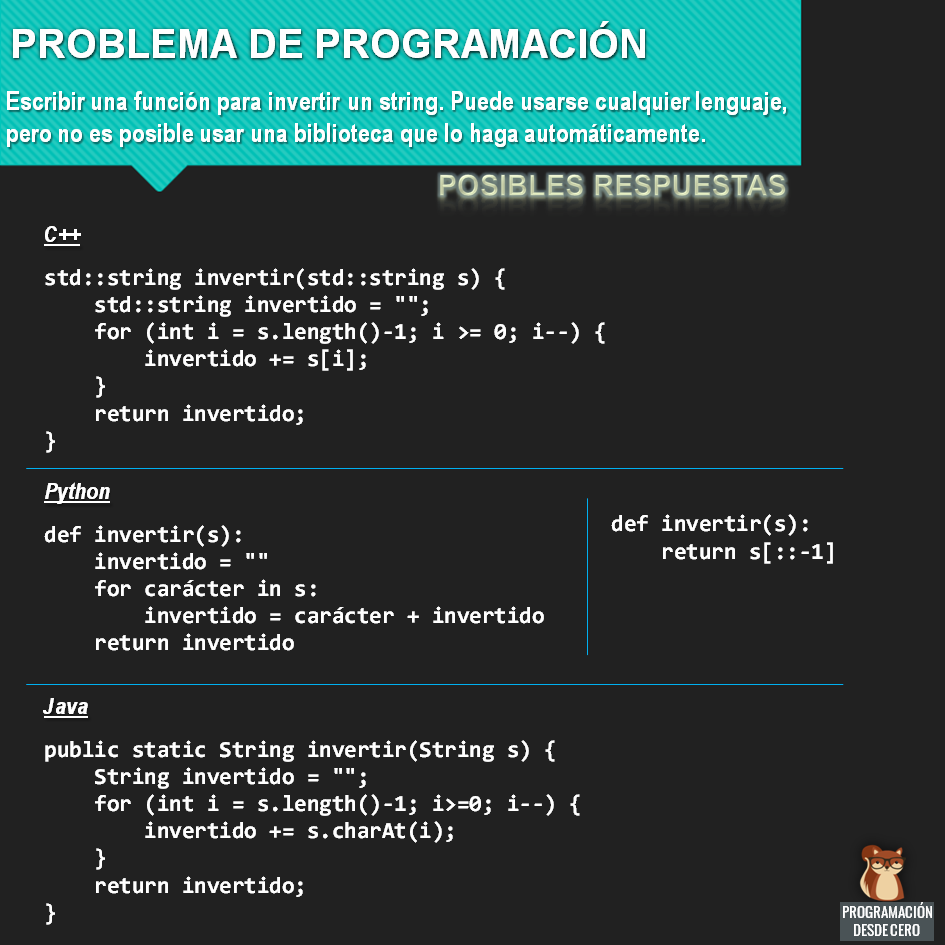 PROBLEMA DE PROGRAMACIÓN
Escribir una función para invertir un string. Puede usarse cualquier lenguaje,
pero no es posible usar una biblioteca que lo haga automáticamente.
POSIBLES RESPUESTAS
C++
std::string invertir(std::string s) {
    std::string invertido = "";
    for (int i = s.length()-1; i >= 0; i--) {
        invertido += s[i];
    }
    return invertido;
}
Python
def invertir(s):
    invertido = ""
    for carácter in s:
        invertido = carácter + invertido
    return invertido
def invertir(s):
    return s[::-1]
Java
public static String invertir(String s) {
    String invertido = "";
    for (int i = s.length()-1; i>=0; i--) {
        invertido += s.charAt(i);
    }
    return invertido;
}
PROGRAMACIÓN
DESDE CERO